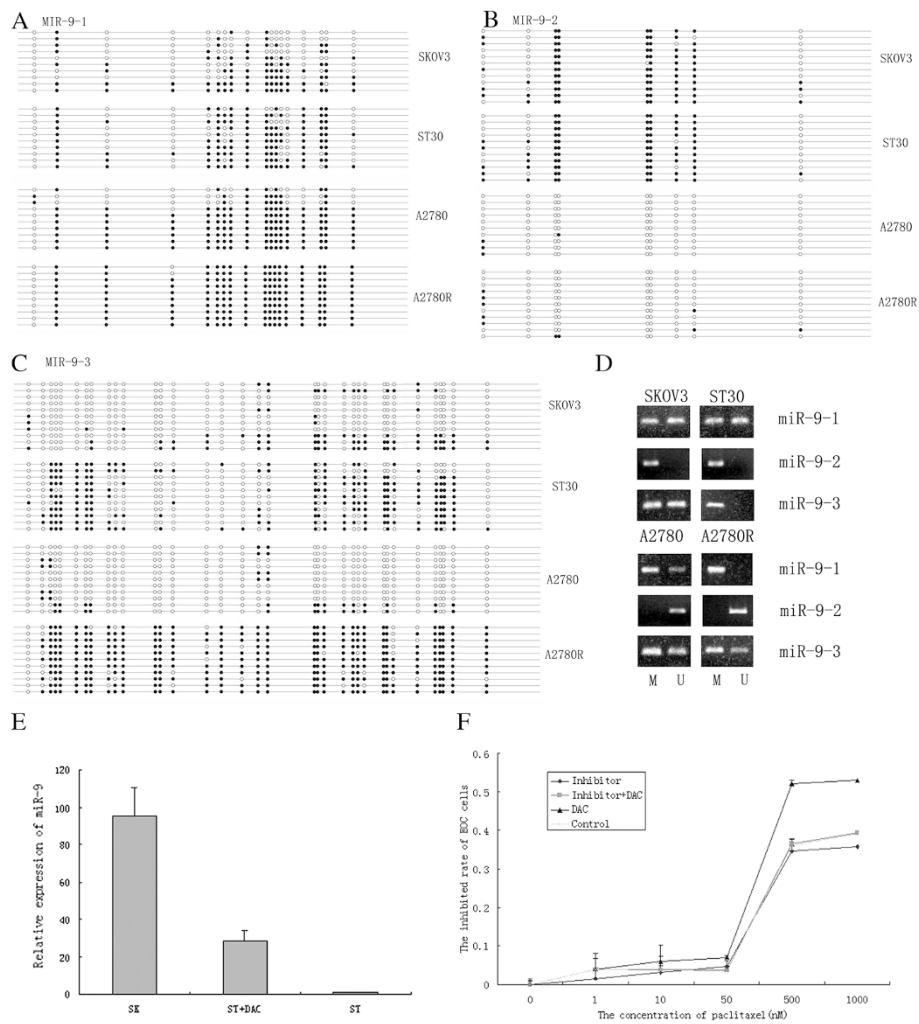 A
MIR-9-1
SKOV3
ST30
A2780
A2780R
B
MIR-9-2
SKOV3
ST30
A2780
A2780R
C
MIR-9-3
SKOV3
ST30
A2780
A2780R
D
SKOV3 ST30
miR-9-1
miR-9-2
miR-9-3
A2780 A2780R
miR-9-1
miR-9-2
miR-9-3
M U M U
E
Relative expression of miR-9
120
100
80
60
40
20
0
SK ST+DAC ST
F
The inhibited rate of EOC cells
0.6
0.5
0.4
0.3
0.2
0.1
0
Inhibitor
Inhibitor+DAC
DAC
Control
0 1 10 50 500 1000
The concentration of paclitaxel(nM)